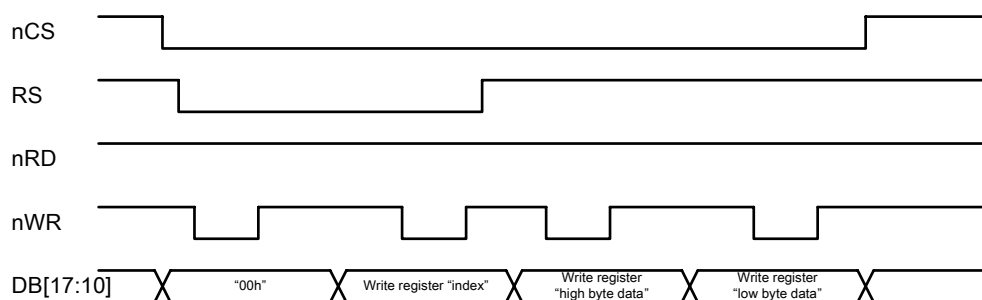 nCS
RS
nRD
nWR
DB[17:10]
“00h”
Write register “index”
Write register
“high byte data”
Write register
“low byte data”